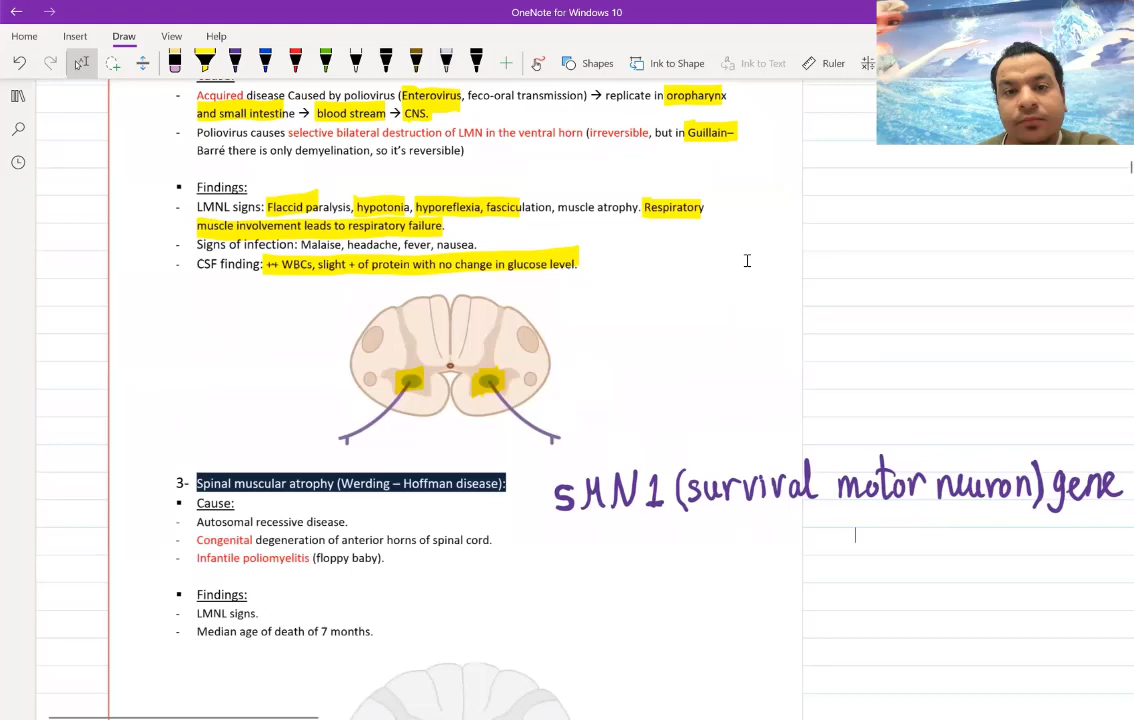 OneNote for Windows 10
Home Insert Draw View Help
Shapes Ink to Shape Ink to Text Ruler
- Acquired disease Caused by poliovirus (Enterovirus, feco-oral transmission) → replicate in oropharynx
and small intestine → blood stream → CNS.
- Poliovirus causes selective bilateral destruction of LMN in the ventral horn (irreversible, but in Guillain–
Barré there is only demyelination, so it's reversible)
▪ Findings:
- LMNL signs: Flaccid paralysis, hypotonia, hyporeflexia, fasciculation, muscle atrophy. Respiratory
muscle involvement leads to respiratory failure.
- Signs of infection: Malaise, headache, fever, nausea.
- CSF finding: ++ WBCs, slight + of protein with no change in glucose level.
3- Spinal muscular atrophy (Werding – Hoffman disease):
SMN1 (survival motor neuron) gene
▪ Cause:
- Autosomal recessive disease.
- Congenital degeneration of anterior horns of spinal cord.
- Infantile poliomyelitis (floppy baby).
▪ Findings:
- LMNL signs.
- Median age of death of 7 months.